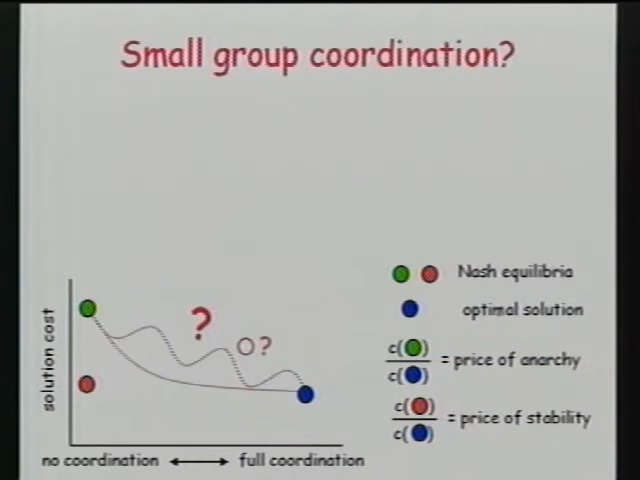 Small group coordination?
Nash equilibria
optimal solution
c( )
c( )
= price of anarchy
c( )
c( )
= price of stability
solution cost
?
O?
no coordination
full coordination